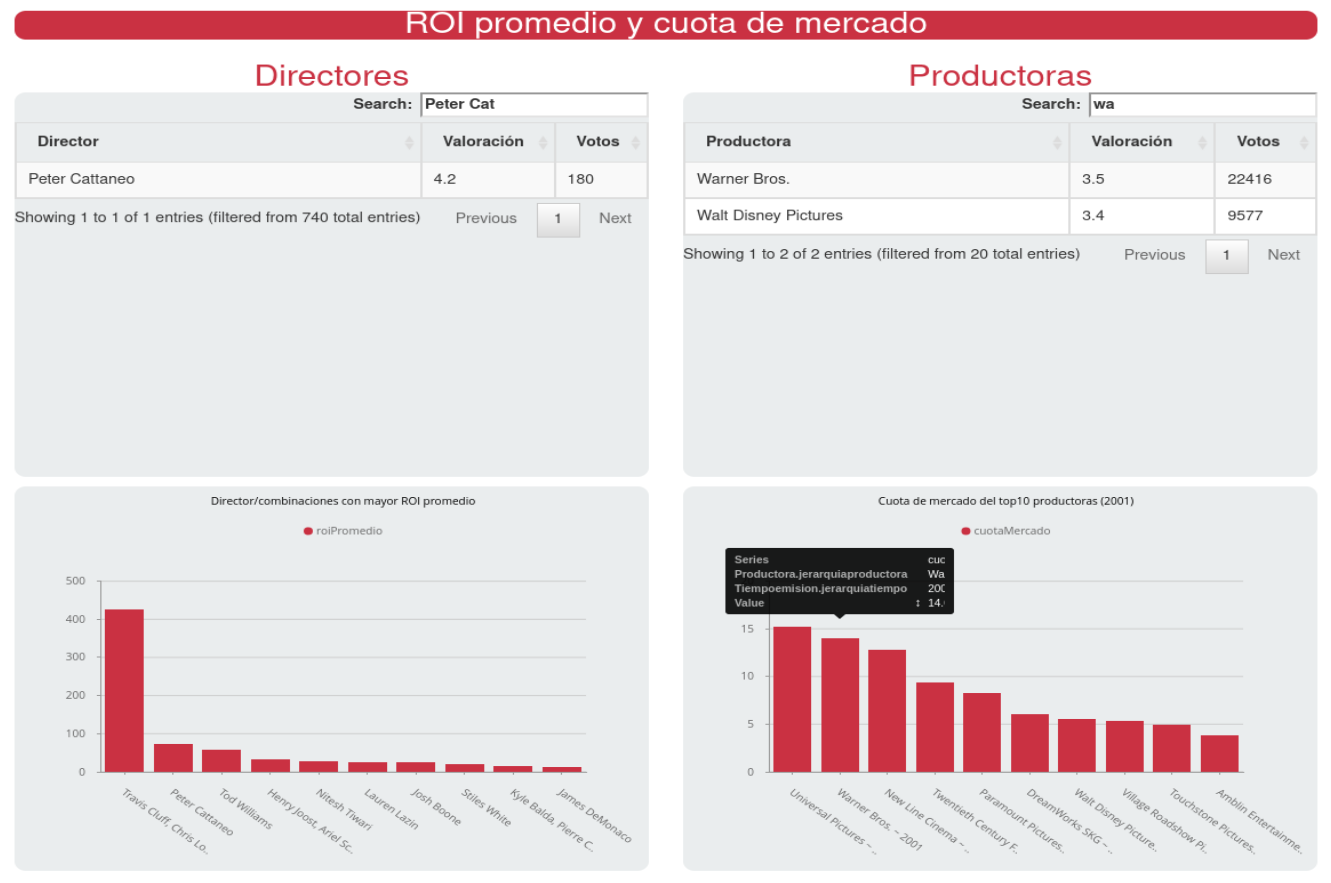 ROI promedio y cuota de mercado
Directores
Search: Peter Cat
Director Valoración Votos
Peter Cattaneo 4.2 180
Showing 1 to 1 of 1 entries (filtered from 740 total entries) Previous 1 Next
Productoras
Search: wa
Productora Valoración Votos
Warner Bros. 3.5 22416
Walt Disney Pictures 3.4 9577
Showing 1 to 2 of 2 entries (filtered from 20 total entries) Previous 1 Next
Director/combinaciones con mayor ROI promedio
roiPromedio
500
400
300
200
100
0
Travis Cluff, Chris Lo..
Peter Cattaneo
Tod Williams
Henry Joost, Ariel Sc..
Nitesh Tiwari
Lauren Lazin
Josh Boone
Stiles White
Kyle Balda, Pierre C..
James DeMonaco
Cuota de mercado del top10 productoras (2001)
cuotaMercado
Series cuo
Productora.jerarquiaproductora Wa
Tiempoemision.jerarquiatiempo 200
Value : 14.
15
10
5
0
Universal Pictures – ..
Warner Bros. – 2001
New Line Cinema – ..
Twentieth Century F..
Paramount Pictures..
DreamWorks SKG – ..
Walt Disney Picture..
Village Roadshow Pi..
Touchstone Pictures..
Amblin Entertainme..